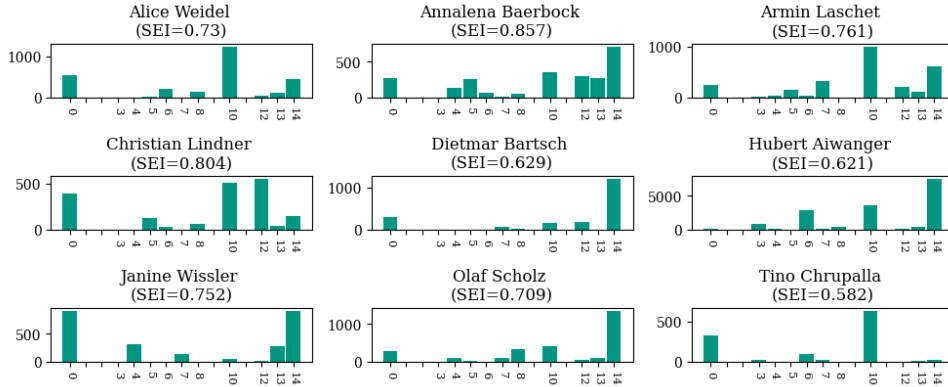 Alice Weidel
(SEI=0.73)
Annalena Baerbock
(SEI=0.857)
Armin Laschet
(SEI=0.761)
1000
0
500
0
1000
0
0 3 4 5 6 7 8 10 12 13 14
0 3 4 5 6 7 8 10 12 13 14
0 3 4 5 6 7 8 10 12 13 14
Christian Lindner
(SEI=0.804)
Dietmar Bartsch
(SEI=0.629)
Hubert Aiwanger
(SEI=0.621)
500
0
1000
0
5000
0
0 3 4 5 6 7 8 10 12 13 14
0 3 4 5 6 7 8 10 12 13 14
0 3 4 5 6 7 8 10 12 13 14
Janine Wissler
(SEI=0.752)
Olaf Scholz
(SEI=0.709)
Tino Chrupalla
(SEI=0.582)
500
0
1000
0
500
0
0 3 4 5 6 7 8 10 12 13 14
0 3 4 5 6 7 8 10 12 13 14
0 3 4 5 6 7 8 10 12 13 14